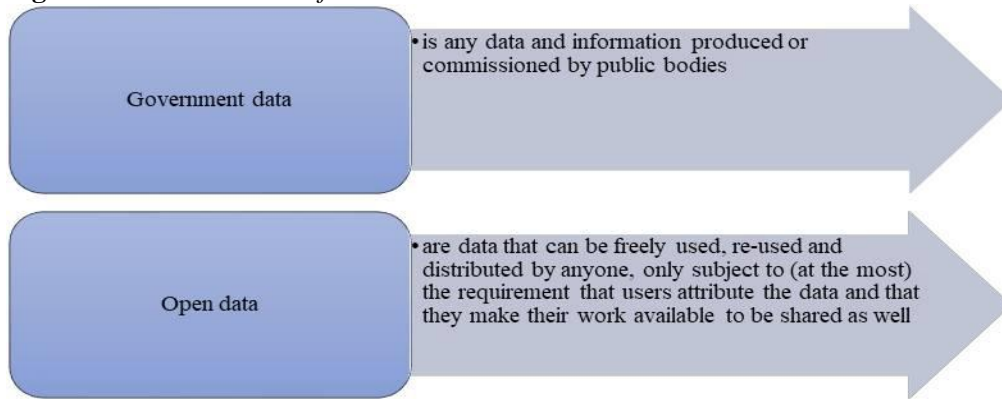 Government data
•is any data and information produced or
commissioned by public bodies
Open data
•are data that can be freely used, re-used and
distributed by anyone, only subject to (at the most)
the requirement that users attribute the data and that
they make their work available to be shared as well